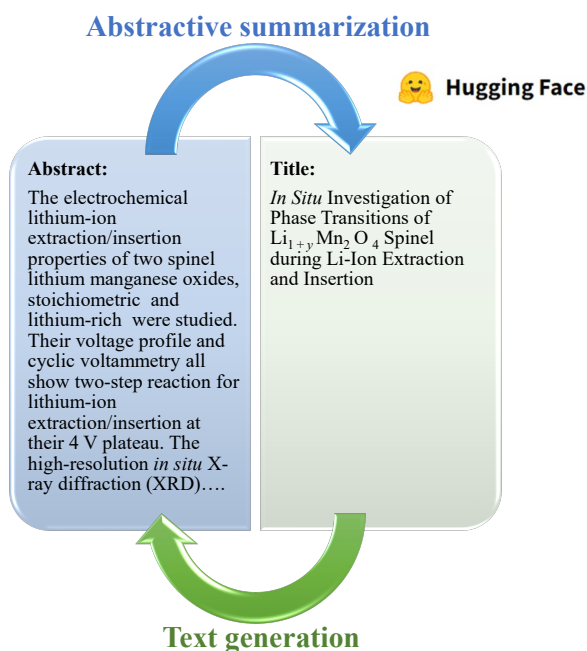 Abstractive summarization
Hugging Face
Abstract:
The electrochemical
lithium-ion
extraction/insertion
properties of two spinel
lithium manganese oxides,
stoichiometric and
lithium-rich were studied.
Their voltage profile and
cyclic voltammetry all
show two-step reaction for
lithium-ion
extraction/insertion at
their 4 V plateau. The
high-resolution in situ X-
ray diffraction (XRD)….
Title:
In Situ Investigation of
Phase Transitions of
Li1+yMn2 O4 Spinel
during Li-Ion Extraction
and Insertion
Text generation